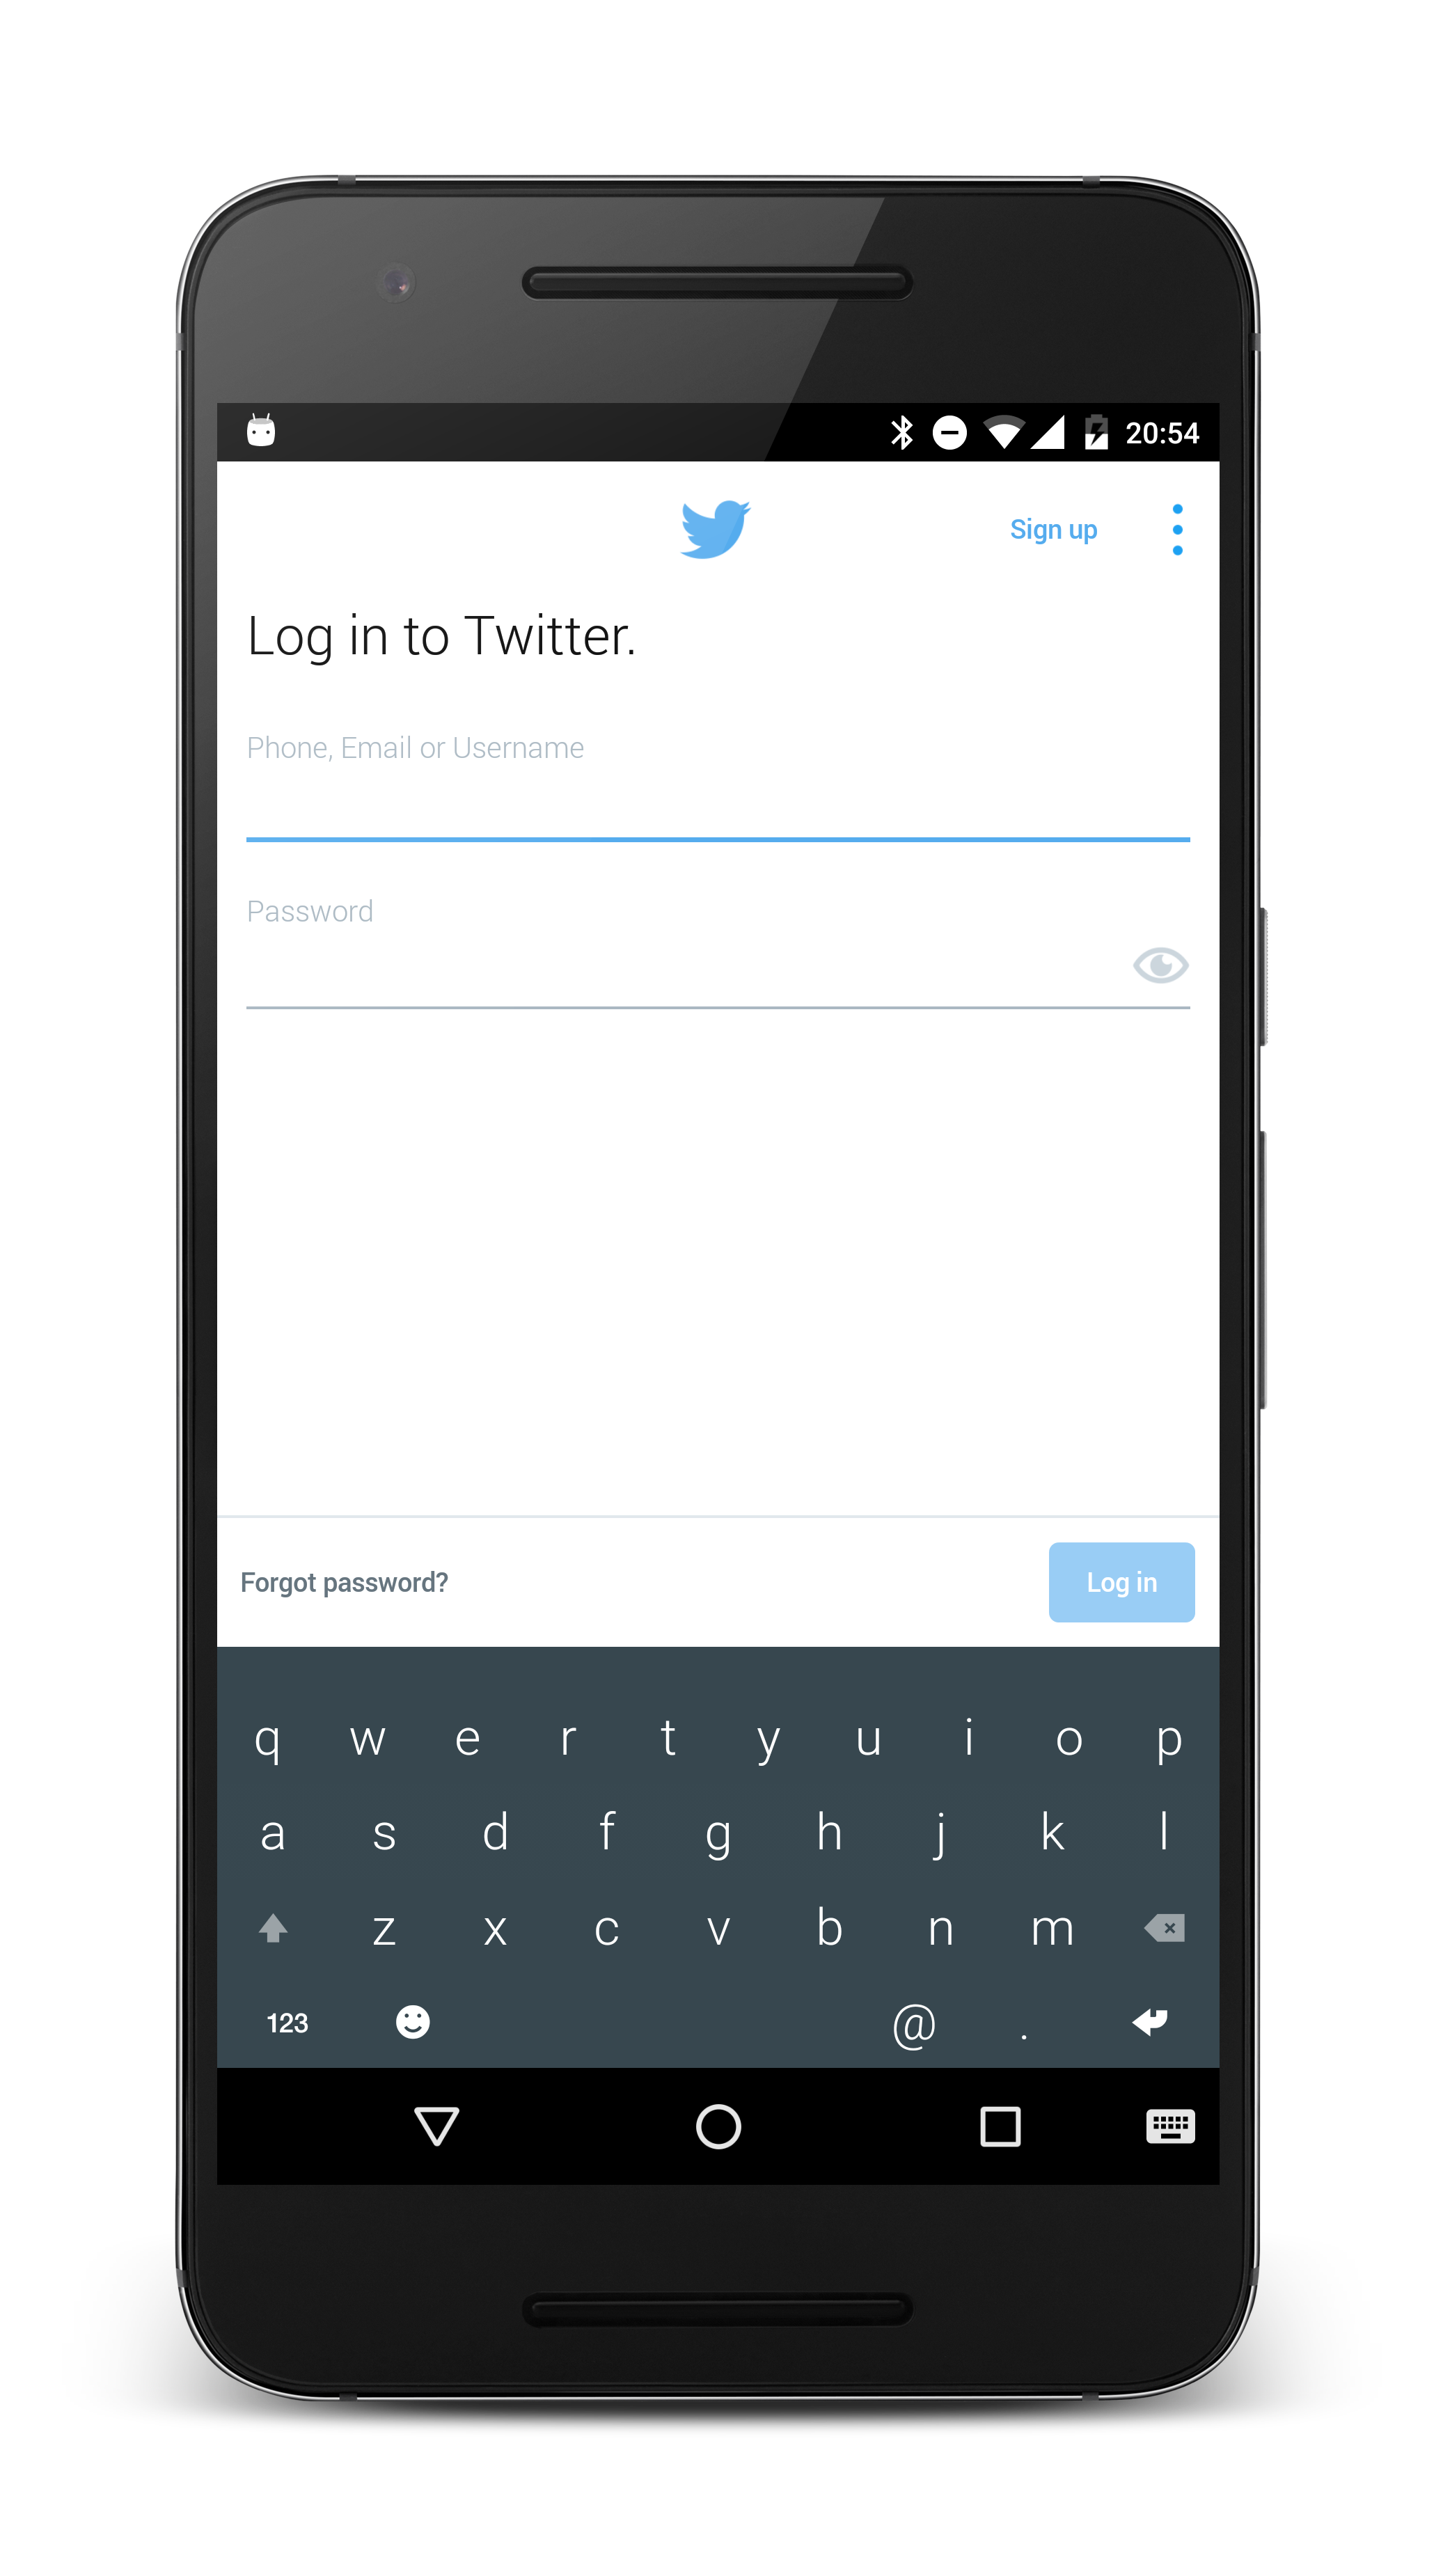 20:54
Sign up
Log in to Twitter.
Phone, Email or Username
Password
Forgot password?
Log in
q w e r t y u i o p
a s d f g h j k l
z x c v b n m
123 @ .